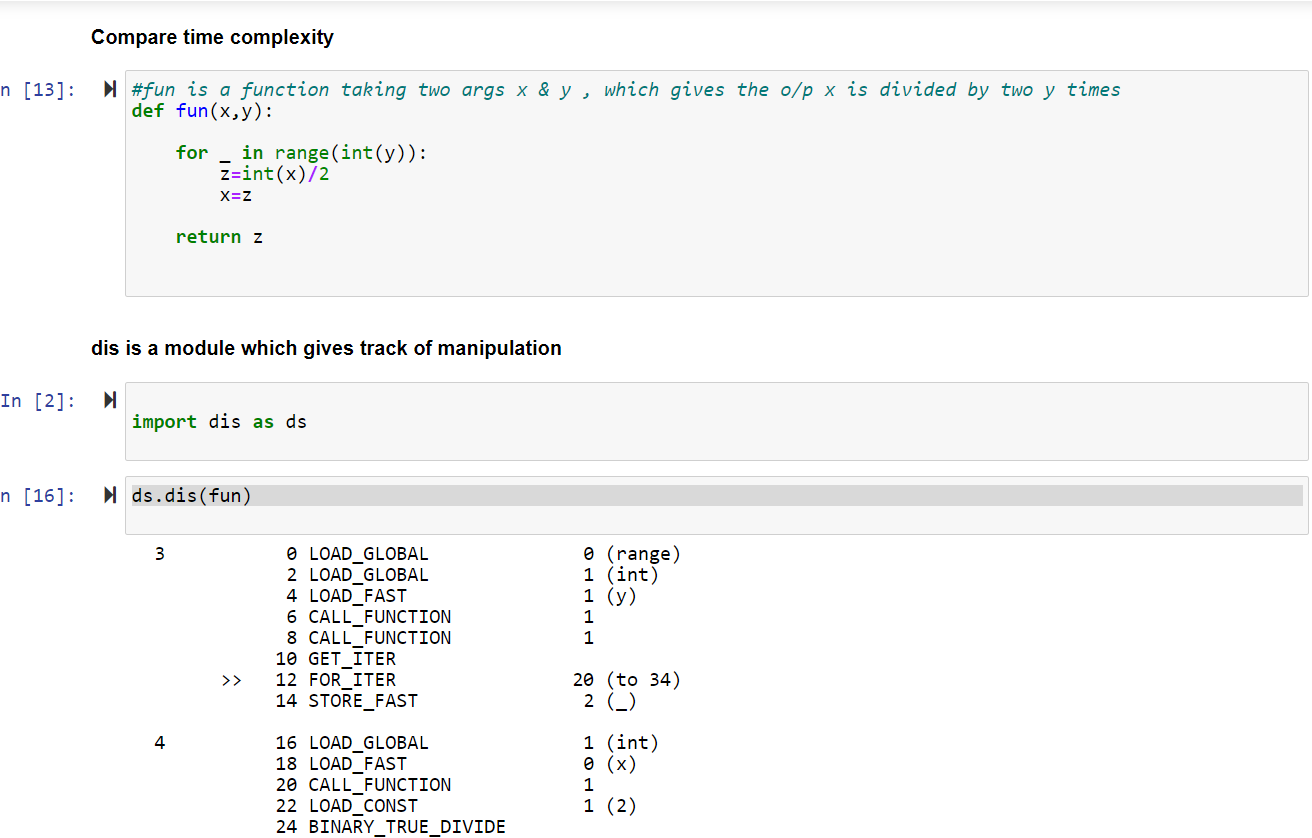 Compare time complexity
n [13]:
#fun is a function taking two args x & y , which gives the o/p x is divided by two y times
def fun(x,y):
for _ in range(int(y)):
z=int(x)/2
x=z
return z
dis is a module which gives track of manipulation
In [2]:
import dis as ds
n [16]:
ds.dis(fun)
3 0 LOAD_GLOBAL 0 (range)
2 LOAD_GLOBAL 1 (int)
4 LOAD_FAST 1 (y)
6 CALL_FUNCTION 1
8 CALL_FUNCTION 1
10 GET_ITER
>> 12 FOR_ITER 20 (to 34)
14 STORE_FAST 2 (_)
4 16 LOAD_GLOBAL 1 (int)
18 LOAD_FAST 0 (x)
20 CALL_FUNCTION 1
22 LOAD_CONST 1 (2)
24 BINARY_TRUE_DIVIDE